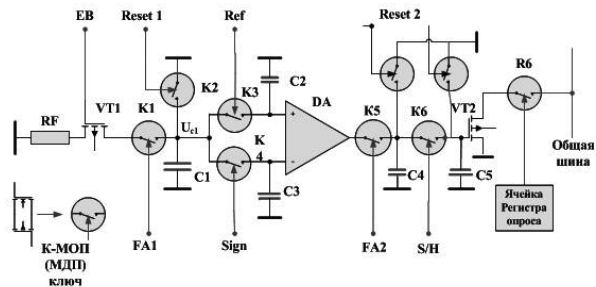 EB
Reset 1
Ref
Reset 2
RF
VT1
K1
K2
K3
C2
DA
K5
K6
VT2
R6
Uc1
K
4
C1
C3
C4
C5
Общая
шина
Ячейка
Регистра
опроса
К-МОП
(МДП)
ключ
FA1
Sign
FA2
S/H
+
-